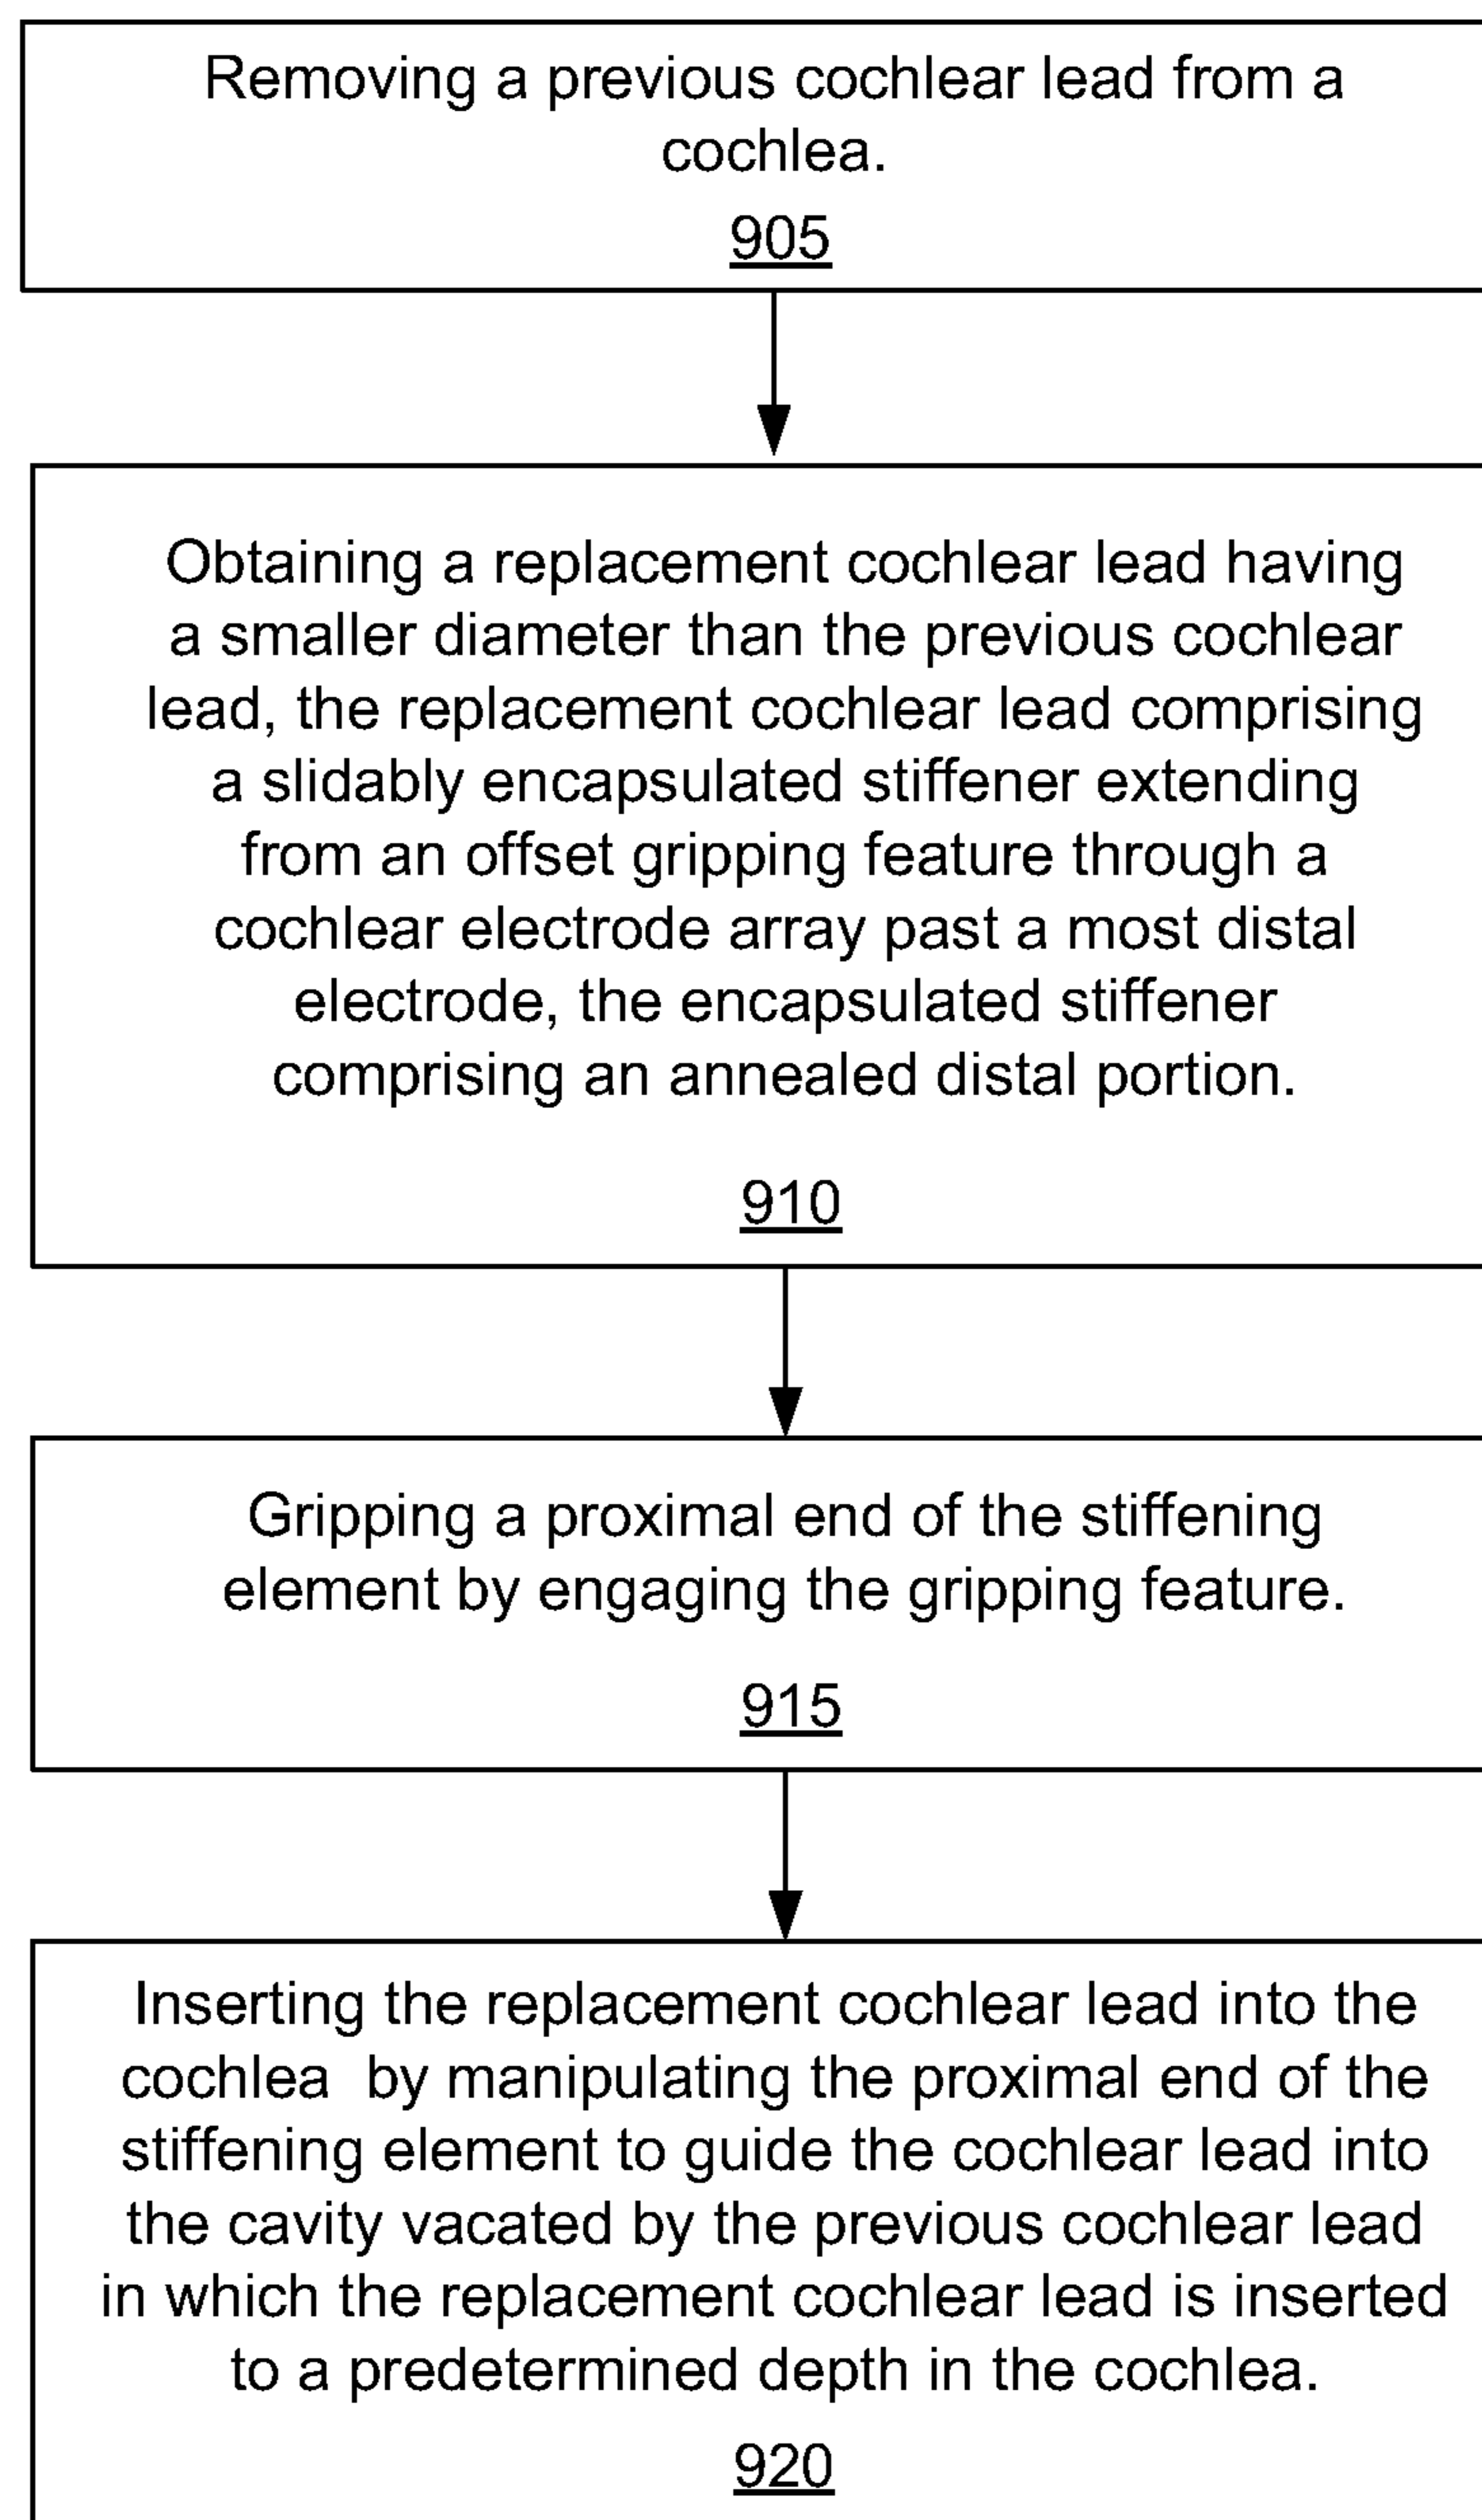 Removing a previous cochlear lead from a
cochlea.
905
Obtaining a replacement cochlear lead having
a smaller diameter than the previous cochlear
lead, the replacement cochlear lead comprising
a slidably encapsulated stiffener extending
from an offset gripping feature through a
cochlear electrode array past a most distal
electrode, the encapsulated stiffener
comprising an annealed distal portion.
910
Gripping a proximal end of the stiffening
element by engaging the gripping feature.
915
Inserting the replacement cochlear lead into the
cochlea  by manipulating the proximal end of the
stiffening element to guide the cochlear lead into
the cavity vacated by the previous cochlear lead
in which the replacement cochlear lead is inserted
to a predetermined depth in the cochlea.
920